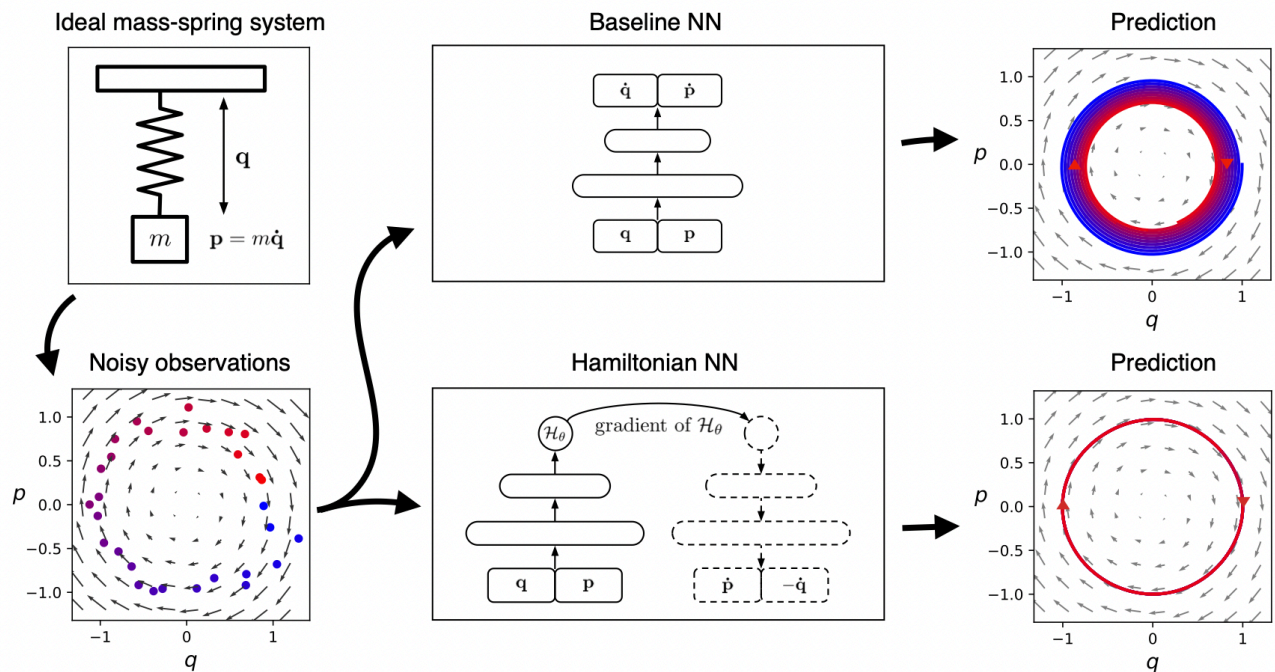 Ideal mass-spring system
q
m
p = mq̇
Baseline NN
q̇ ṗ
q p
Prediction
p
1.0
0.5
0.0
−0.5
−1.0
−1 0 1
q
Noisy observations
p
1.0
0.5
0.0
−0.5
−1.0
−1 0 1
q
Hamiltonian NN
ℋθ
gradient of ℋθ
q p
ṗ −q̇
Prediction
p
1.0
0.5
0.0
−0.5
−1.0
−1 0 1
q